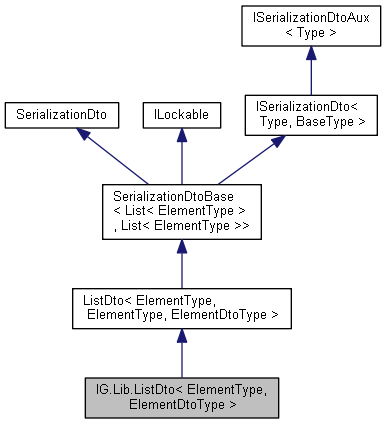 ISerializationDtoAux
< Type >
SerializationDto
ILockable
ISerializationDto<
Type, BaseType >
SerializationDtoBase
< List< ElementType >
, List< ElementType >>
ListDto< ElementType,
ElementType, ElementDtoType >
IG.Lib.ListDto< ElementType,
ElementDtoType >